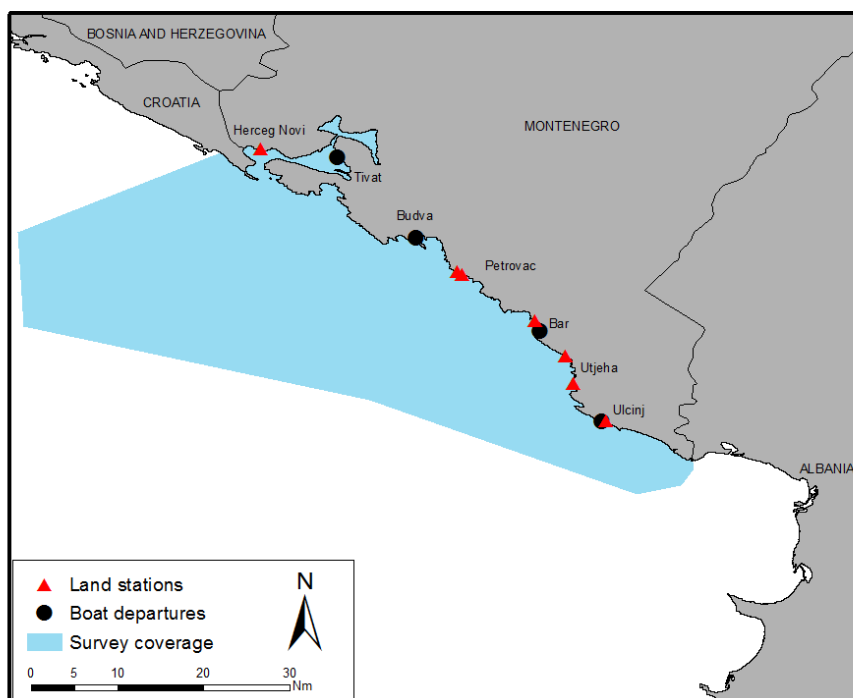 BOSNIA AND HERZEGOVINA
CROATIA
MONTENEGRO
Herceg Novi
Tivat
Budva
Petrovac
Bar
Utjeha
Ulcinj
ALBANIA
Land stations
Boat departures
Survey coverage
N
0 5 10 20 30
Nm